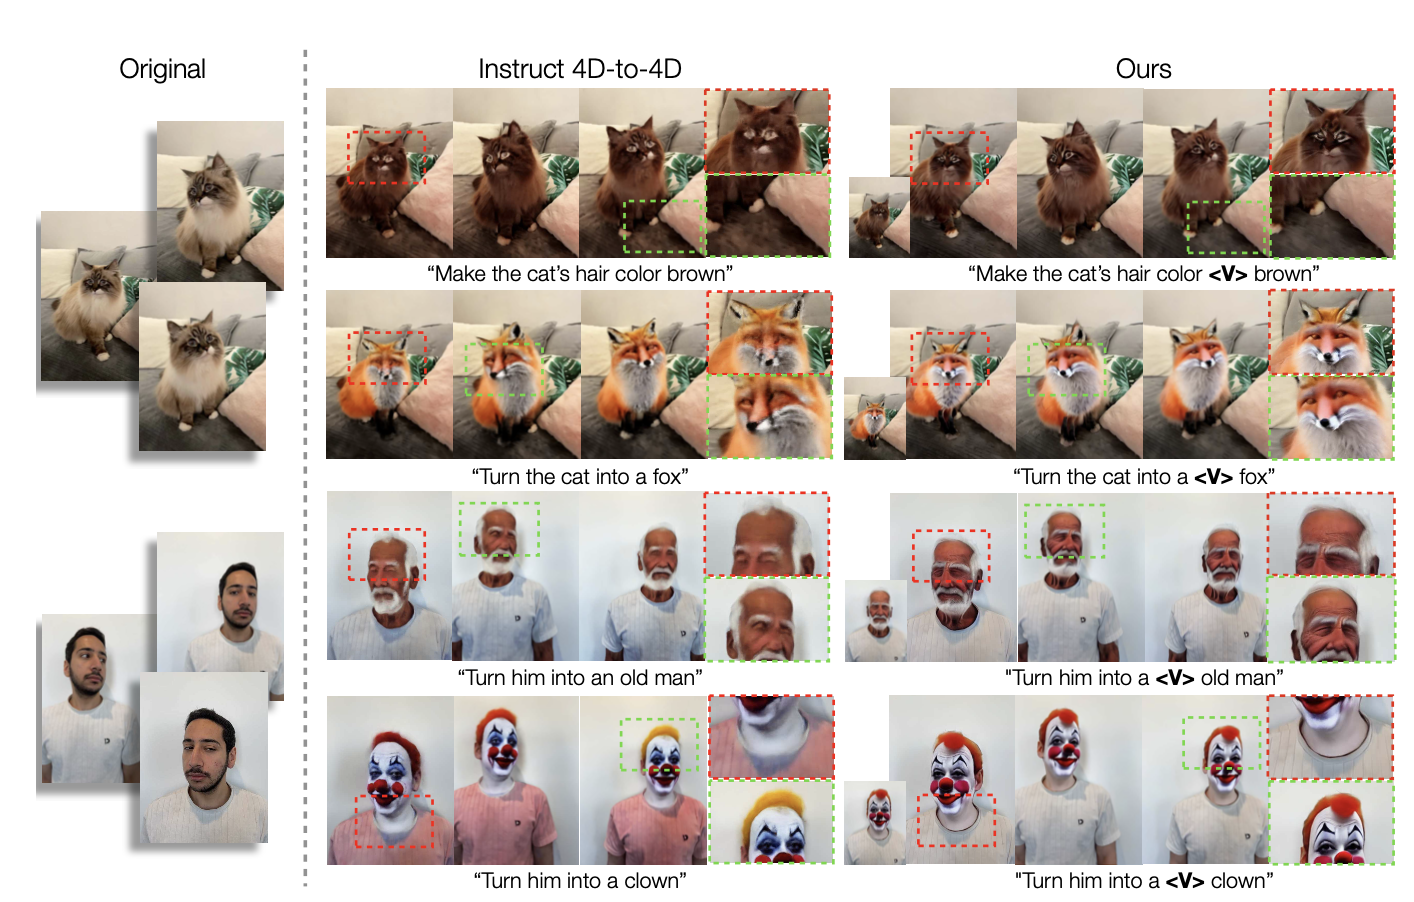 Original
Instruct 4D-to-4D
Ours
“Make the cat’s hair color brown”
“Make the cat’s hair color <V> brown”
“Turn the cat into a fox”
“Turn the cat into a <V> fox”
“Turn him into an old man”
"Turn him into a <V> old man”
“Turn him into a clown”
"Turn him into a <V> clown”